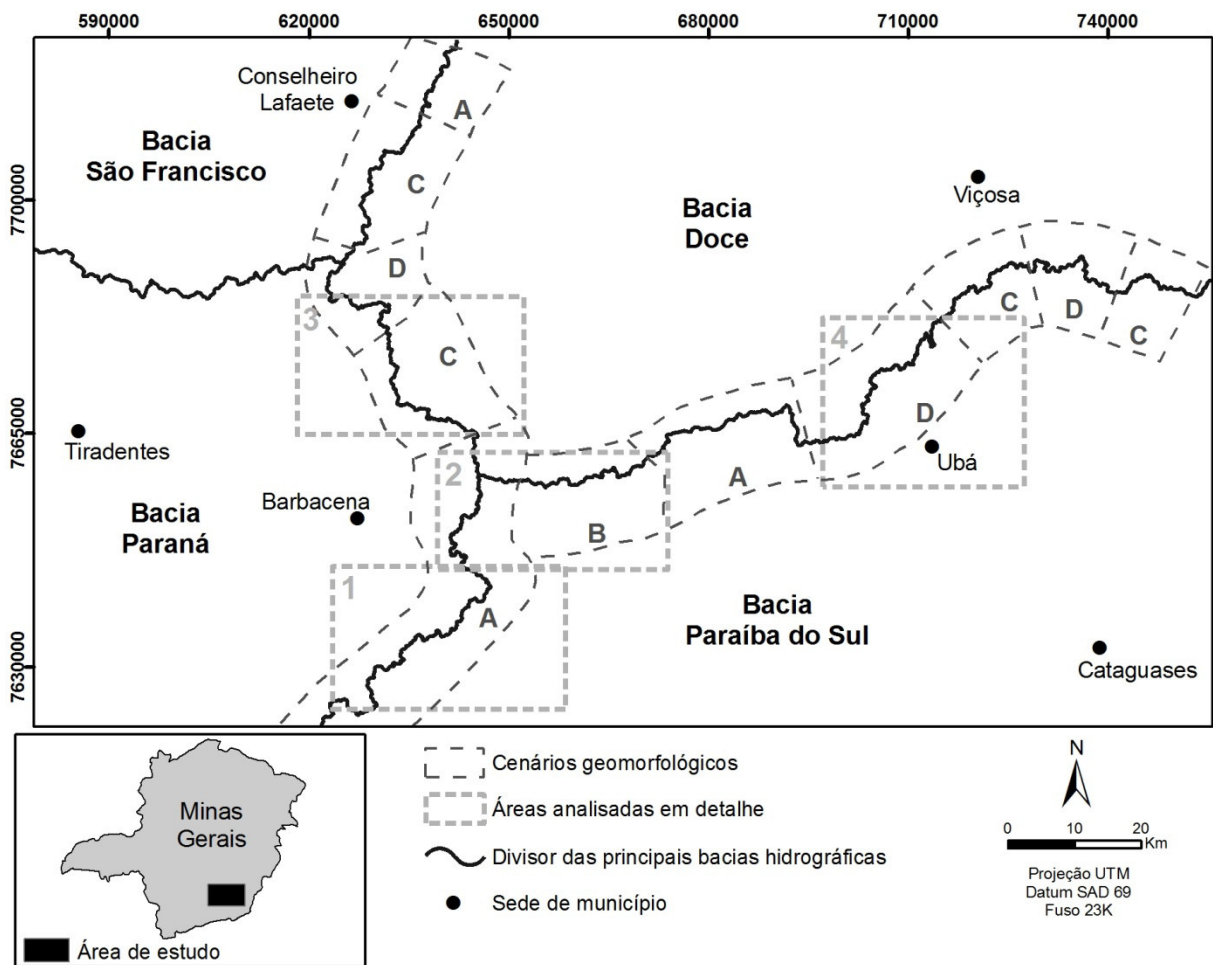 590000 620000 650000 680000 710000 740000
7700000
7665000
7630000
Conselheiro
Lafaete
A
Bacia
São Francisco
C
Bacia
Doce
Viçosa
D
C
D
C
3
C
4
D
Tiradentes
Ubá
2
A
Barbacena
Bacia
Paraná
B
1
A
Bacia
Paraíba do Sul
Cataguases
Minas
Gerais
Área de estudo
Cenários geomorfológicos
Áreas analisadas em detalhe
Divisor das principais bacias hidrográficas
Sede de município
N
0 10 20
Km
Projeção UTM
Datum SAD 69
Fuso 23K